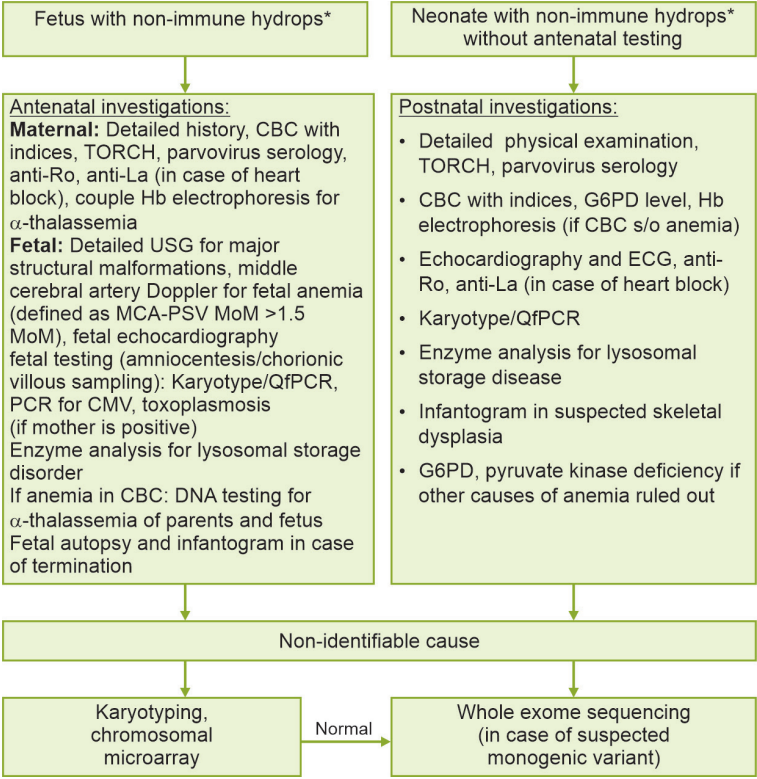 Fetus with non-immune hydrops*
Neonate with non-immune hydrops*
without antenatal testing
Antenatal investigations:
Maternal: Detailed history, CBC with
indices, TORCH, parvovirus serology,
anti-Ro, anti-La (in case of heart
block), couple Hb electrophoresis for
α-thalassemia
Fetal: Detailed USG for major
structural malformations, middle
cerebral artery Doppler for fetal anemia
(defined as MCA-PSV MoM >1.5
MoM), fetal echocardiography
fetal testing (amniocentesis/chorionic
villous sampling): Karyotype/QfPCR,
PCR for CMV, toxoplasmosis
(if mother is positive)
Enzyme analysis for lysosomal storage
disorder
If anemia in CBC: DNA testing for
α-thalassemia of parents and fetus
Fetal autopsy and infantogram in case
of termination
Postnatal investigations:
• Detailed physical examination,
TORCH, parvovirus serology
• CBC with indices, G6PD level, Hb
electrophoresis (if CBC s/o anemia)
• Echocardiography and ECG, anti-
Ro, anti-La (in case of heart block)
• Karyotype/QfPCR
• Enzyme analysis for lysosomal
storage disease
• Infantogram in suspected skeletal
dysplasia
• G6PD, pyruvate kinase deficiency if
other causes of anemia ruled out
Non-identifiable cause
Karyotyping,
chromosomal
microarray
Normal
Whole exome sequencing
(in case of suspected
monogenic variant)